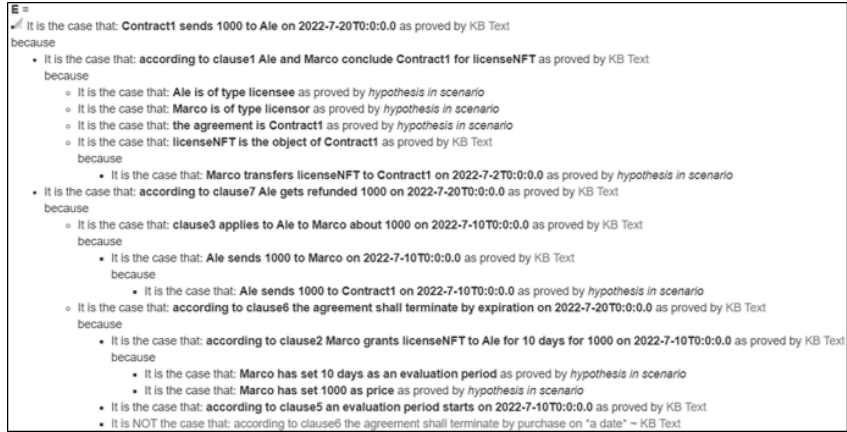 E =
It is the case that: Contract1 sends 1000 to Ale on 2022-7-20T0:0:0.0 as proved by KB Text
because
It is the case that: according to clause1 Ale and Marco conclude Contract1 for licenseNFT as proved by KB Text
because
It is the case that: Ale is of type licensee as proved by hypothesis in scenario
It is the case that: Marco is of type licensor as proved by hypothesis in scenario
It is the case that: the agreement is Contract1 as proved by hypothesis in scenario
It is the case that: licenseNFT is the object of Contract1 as proved by KB Text
because
It is the case that: Marco transfers licenseNFT to Contract1 on 2022-7-2T0:0:0.0 as proved by hypothesis in scenario
It is the case that: according to clause7 Ale gets refunded 1000 on 2022-7-20T0:0:0.0 as proved by KB Text
because
It is the case that: clause3 applies to Ale to Marco about 1000 on 2022-7-10T0:0:0.0 as proved by KB Text
because
It is the case that: Ale sends 1000 to Marco on 2022-7-10T0:0:0.0 as proved by KB Text
because
It is the case that: Ale sends 1000 to Contract1 on 2022-7-10T0:0:0.0 as proved by hypothesis in scenario
It is the case that: according to clause6 the agreement shall terminate by expiration on 2022-7-20T0:0:0.0 as proved by KB Text
because
It is the case that: according to clause2 Marco grants licenseNFT to Ale for 10 days for 1000 on 2022-7-10T0:0:0.0 as proved by KB Text
because
It is the case that: Marco has set 10 days as an evaluation period as proved by hypothesis in scenario
It is the case that: Marco has set 1000 as price as proved by hypothesis in scenario
It is the case that: according to clause5 an evaluation period starts on 2022-7-10T0:0:0.0 as proved by KB Text
It is NOT the case that: according to clause6 the agreement shall terminate by purchase on "a date" ~ KB Text